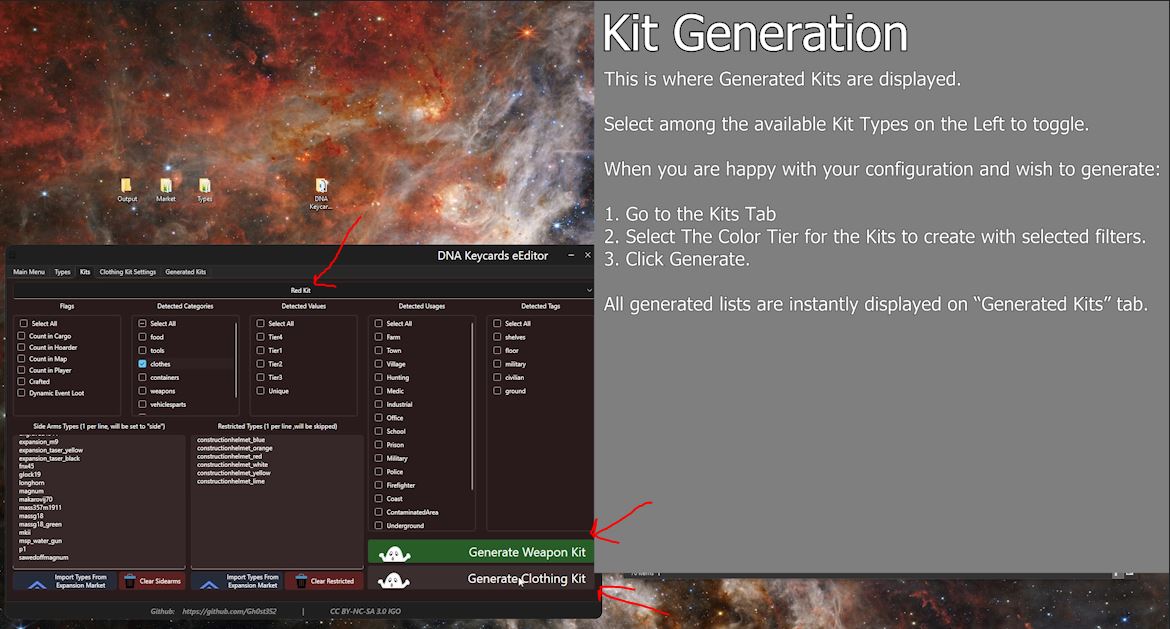 Kit Generation
This is where Generated Kits are displayed.
Select among the available Kit Types on the Left to toggle.
When you are happy with your configuration and wish to generate:
1. Go to the Kits Tab
2. Select The Color Tier for the Kits to create with selected filters.
3. Click Generate.
All generated lists are instantly displayed on “Generated Kits” tab.
Output
Market
Types
DNA
Keycar...
DNA Keycards eEditor
Main Menu Types Kits Clothing Kit Settings Generated Kits
Red Kit
Flags
Select All
Count in Cargo
Count in Hoarder
Count in Map
Count in Player
Crafted
Dynamic Event Loot
Detected Categories
Select All
food
tools
clothes
containers
weapons
vehiclesparts
Detected Values
Select All
Tier4
Tier1
Tier2
Tier3
Unique
Detected Usages
Select All
Farm
Town
Village
Hunting
Medic
Industrial
Office
School
Prison
Military
Police
Firefighter
Coast
ContaminatedArea
Underground
Detected Tags
Select All
shelves
floor
military
civilian
ground
Side Arms Types (1 per line, will be set to "side")
expansion_m9
expansion_taser_yellow
expansion_taser_black
fnx45
glock19
longhorn
magnum
makarovij70
mass357m1911
massg18
massg18_green
mkii
msp_water_gun
p1
sawedoffmagnum
Restricted Types (1 per line ,will be skipped)
constructionhelmet_blue
constructionhelmet_orange
constructionhelmet_red
constructionhelmet_white
constructionhelmet_yellow
constructionhelmet_lime
Import Types From
Expansion Market
Clear Sidearms
Import Types From
Expansion Market
Clear Restricted
Generate Weapon Kit
Generate Clothing Kit
Github: https://github.com/Gh0st352 | CC BY-NC-SA 3.0 IGO